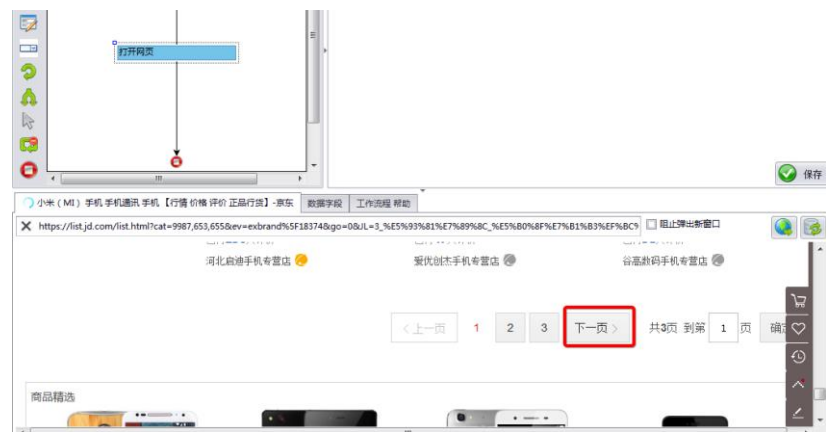 打开网页
保存
小米（MI）手机 手机通讯 手机 【行情 价格 评价 正品行货】-京东 数据字段 工作流程 帮助
https://list.jd.com/list.html?cat=9987,653,655&ev=exbrand%5F18374&go=0&JL=3_%E5%93%81%E7%89%8C_%E5%B0%8F%E7%B1%B3%EF%BC% 阻止弹出新窗口
河北启迪手机专营店 爱优创杰手机专营店 谷高数码手机专营店
<上一页 1 2 3 下一页> 共3页 到第 1 页 确定
商品精选